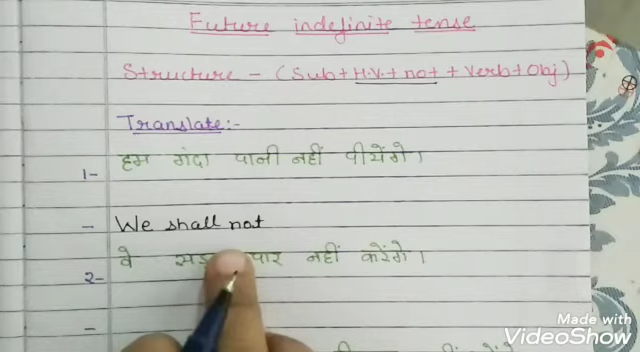 Future indefinite tense
Structure - (Sub + H.V. + not + Verb + Obj)
Translate:-
1- हम गंदा पानी नहीं पीयेंगे।
- We shall not
2- वे पार नहीं करेंगे।
-
Made with
VideoShow